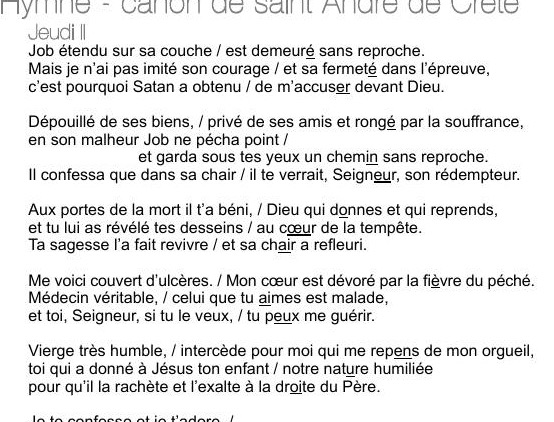 Hymne - canon de saint André de Crète
Jeudi II
Job étendu sur sa couche / est demeuré sans reproche.
Mais je n'ai pas imité son courage / et sa fermeté dans l'épreuve,
c'est pourquoi Satan a obtenu / de m'accuser devant Dieu.
Dépouillé de ses biens, / privé de ses amis et rongé par la souffrance,
en son malheur Job ne pécha point /
et garda sous tes yeux un chemin sans reproche.
Il confessa que dans sa chair / il te verrait, Seigneur, son rédempteur.
Aux portes de la mort il t'a béni, / Dieu qui donnes et qui reprends,
et tu lui as révélé tes desseins / au cœur de la tempête.
Ta sagesse l'a fait revivre / et sa chair a refleuri.
Me voici couvert d'ulcères. / Mon cœur est dévoré par la fièvre du péché.
Médecin véritable, / celui que tu aimes est malade,
et toi, Seigneur, si tu le veux, / tu peux me guérir.
Vierge très humble, / intercède pour moi qui me repens de mon orgueil,
toi qui a donné à Jésus ton enfant / notre nature humiliée
pour qu'il la rachète et l'exalte à la droite du Père.
Je te confesse et je t'adore, /